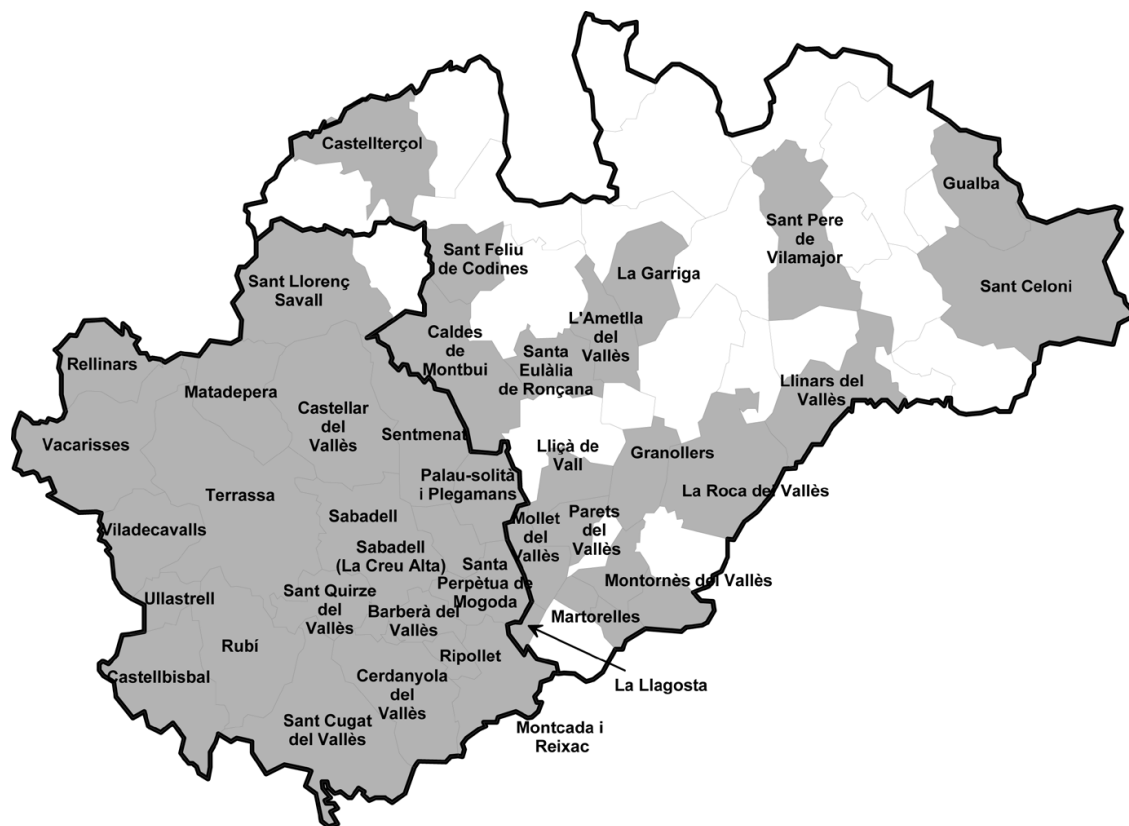 Castellterçol
Gualba
Sant Pere
de
Vilamajor
Sant Feliu
de Codines
La Garriga
Sant Llorenç
Savall
Sant Celoni
L'Ametlla
del
Vallès
Caldes
de
Montbui
Santa
Eulàlia
de Ronçana
Rellinars
Matadepera
Llinars del
Vallès
Castellar
del
Vallès
Sentmenat
Vacarisses
Lliçà de
Vall
Granollers
Palau-solità
i Plegamans
La Roca del Vallès
Terrassa
Sabadell
Viladecavalls
Mollet
del
Vallès
Parets
del
Vallès
Sabadell
(La Creu Alta)
Santa
Perpètua de
Mogoda
Montornès del Vallès
Ullastrell
Sant Quirze
del
Vallès
Barberà del
Vallès
Martorelles
Rubí
Ripollet
Castellbisbal
Cerdanyola
del
Vallès
La Llagosta
Sant Cugat
del Vallès
Montcada i
Reixac